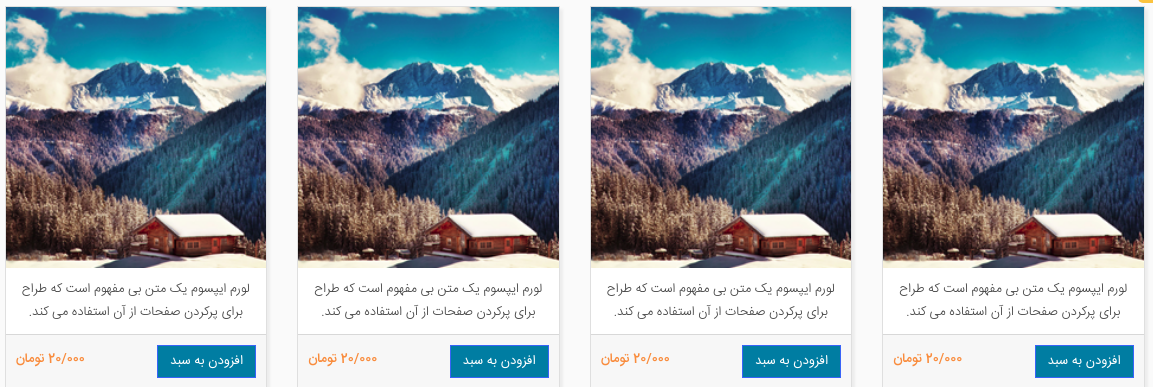 لورم ایپسوم یک متن بی مفهوم است که طراح
برای پرکردن صفحات از آن استفاده می کند.
افزودن به سبد
۲۰/۰۰۰ تومان
لورم ایپسوم یک متن بی مفهوم است که طراح
برای پرکردن صفحات از آن استفاده می کند.
افزودن به سبد
۲۰/۰۰۰ تومان
لورم ایپسوم یک متن بی مفهوم است که طراح
برای پرکردن صفحات از آن استفاده می کند.
افزودن به سبد
۲۰/۰۰۰ تومان
لورم ایپسوم یک متن بی مفهوم است که طراح
برای پرکردن صفحات از آن استفاده می کند.
افزودن به سبد
۲۰/۰۰۰ تومان